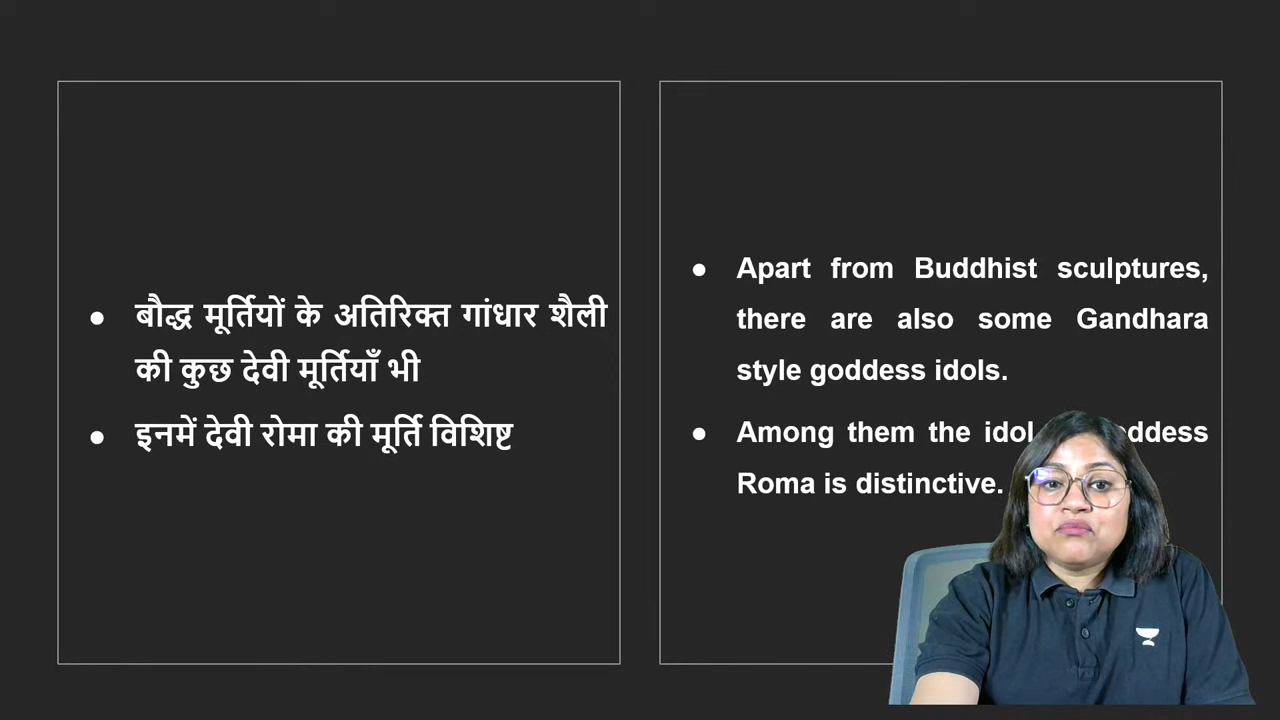 ● बौद्ध मूर्तियों के अतिरिक्त गांधार शैली
की कुछ देवी मूर्तियाँ भी
● इनमें देवी रोमा की मूर्ति विशिष्ट
● Apart from Buddhist sculptures,
there are also some Gandhara
style goddess idols.
● Among them the idol
Roma is distinctive.